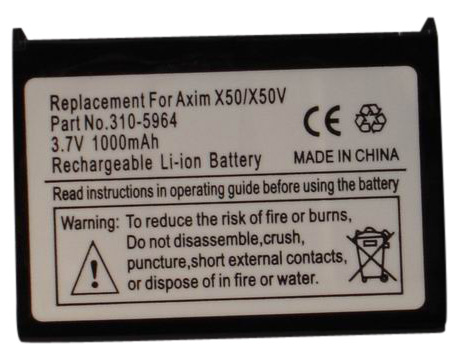 Replacement For Axim X50/X50V
Part No.310-5964
3.7V 1000mAh
Rechargeable Li-ion Battery
CE
MADE IN CHINA
Read instructions in operating guide before using the battery
Warning: To reduce the risk of fire or burns,
Do not disassemble,crush,
puncture,short external contacts,
or dispose of in fire or water.